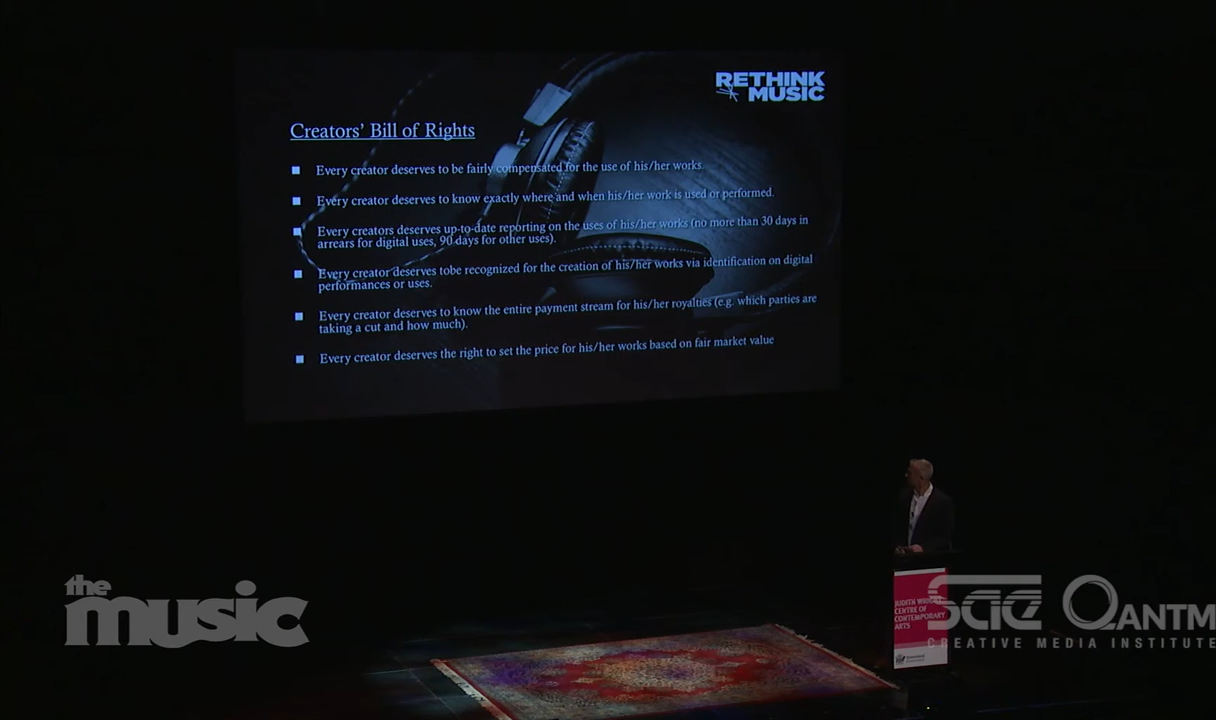 RETHINK
MUSIC
Creators’ Bill of Rights
Every creator deserves to be fairly compensated for the use of his/her works.
Every creator deserves to know exactly where and when his/her work is used or performed.
Every creators deserves up-to-date reporting on the uses of his/her works (no more than 30 days in
arrears for digital uses, 90 days for other uses).
Every creator deserves tobe recognized for the creation of his/her works via identification on digital
performances or uses.
Every creator deserves to know the entire payment stream for his/her royalties (e.g. which parties are
taking a cut and how much).
Every creator deserves the right to set the price for his/her works based on fair market value
the
music
JUDITH
CENTRE OF
CONTEMPORARY
ARTS
sae QANTM
CREATIVE MEDIA INSTITUTE